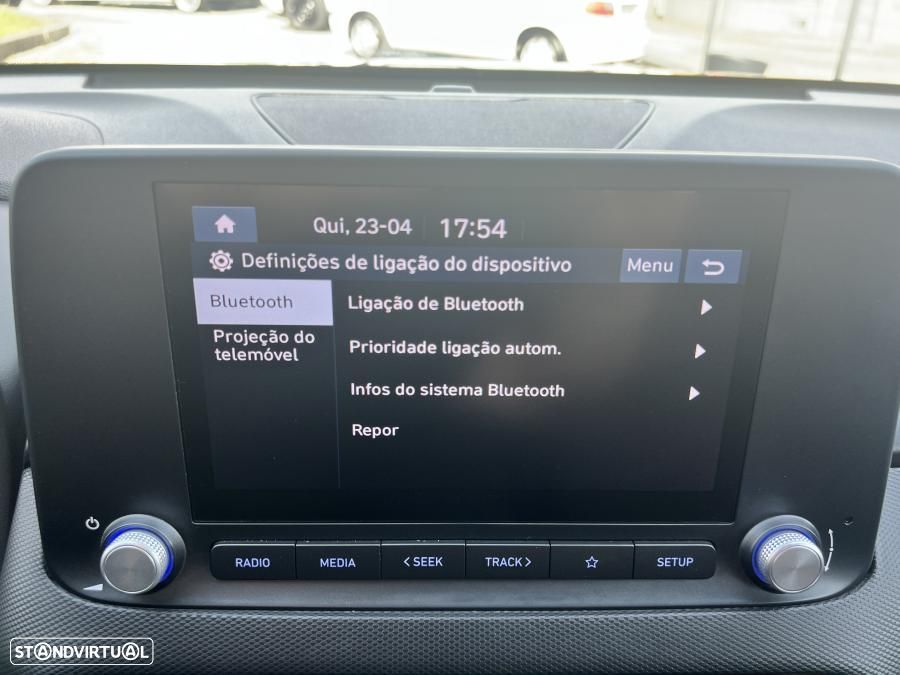 Qui, 23-04 17:54
Definições de ligação do dispositivo Menu
Bluetooth
Projeção do
telemóvel
Ligação de Bluetooth
Prioridade ligação autom.
Infos do sistema Bluetooth
Repor
RADIO MEDIA < SEEK TRACK > ☆ SETUP
STANDVIRTUAL